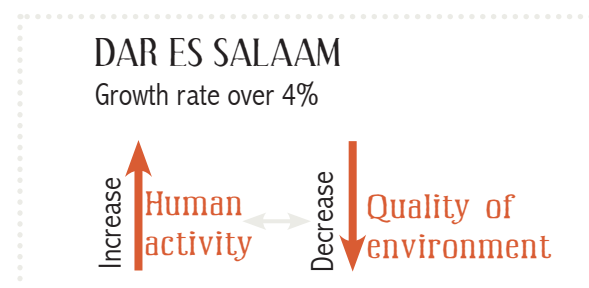 DAR ES SALAAM
Growth rate over 4%
Increase
Human
activity
Decrease
Quality of
environment